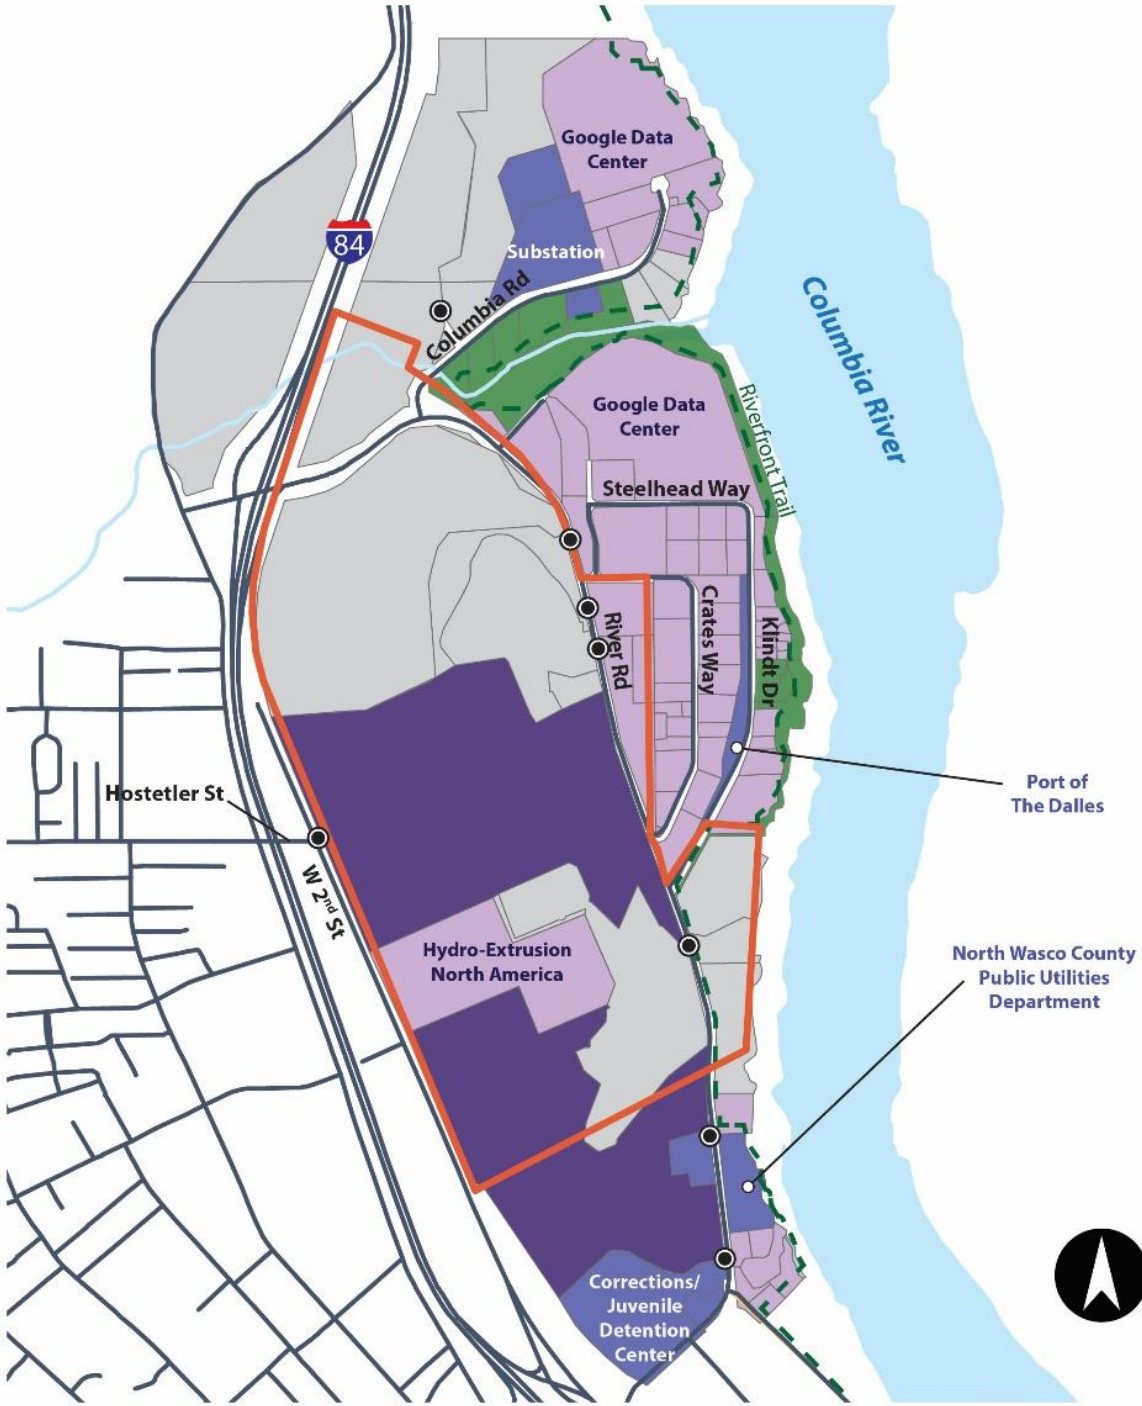 Google Data
Center
84
Substation
Columbia Rd
Columbia River
Google Data
Center
Riverfront Trail
Steelhead Way
Crates Way
Klindt Dr
River Rd
Port of
The Dalles
Hostetler St
W 2nd St
Hydro-Extrusion
North America
North Wasco County
Public Utilities
Department
Corrections/
Juvenile
Detention
Center